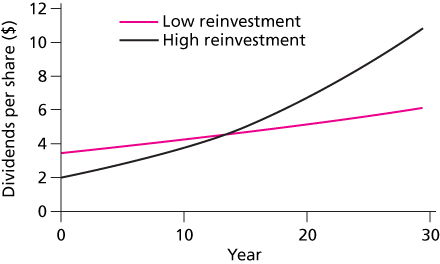 12
10
8
6
4
2
0
Dividends per share ($)
Low reinvestment
High reinvestment
0 10 20 30
Year